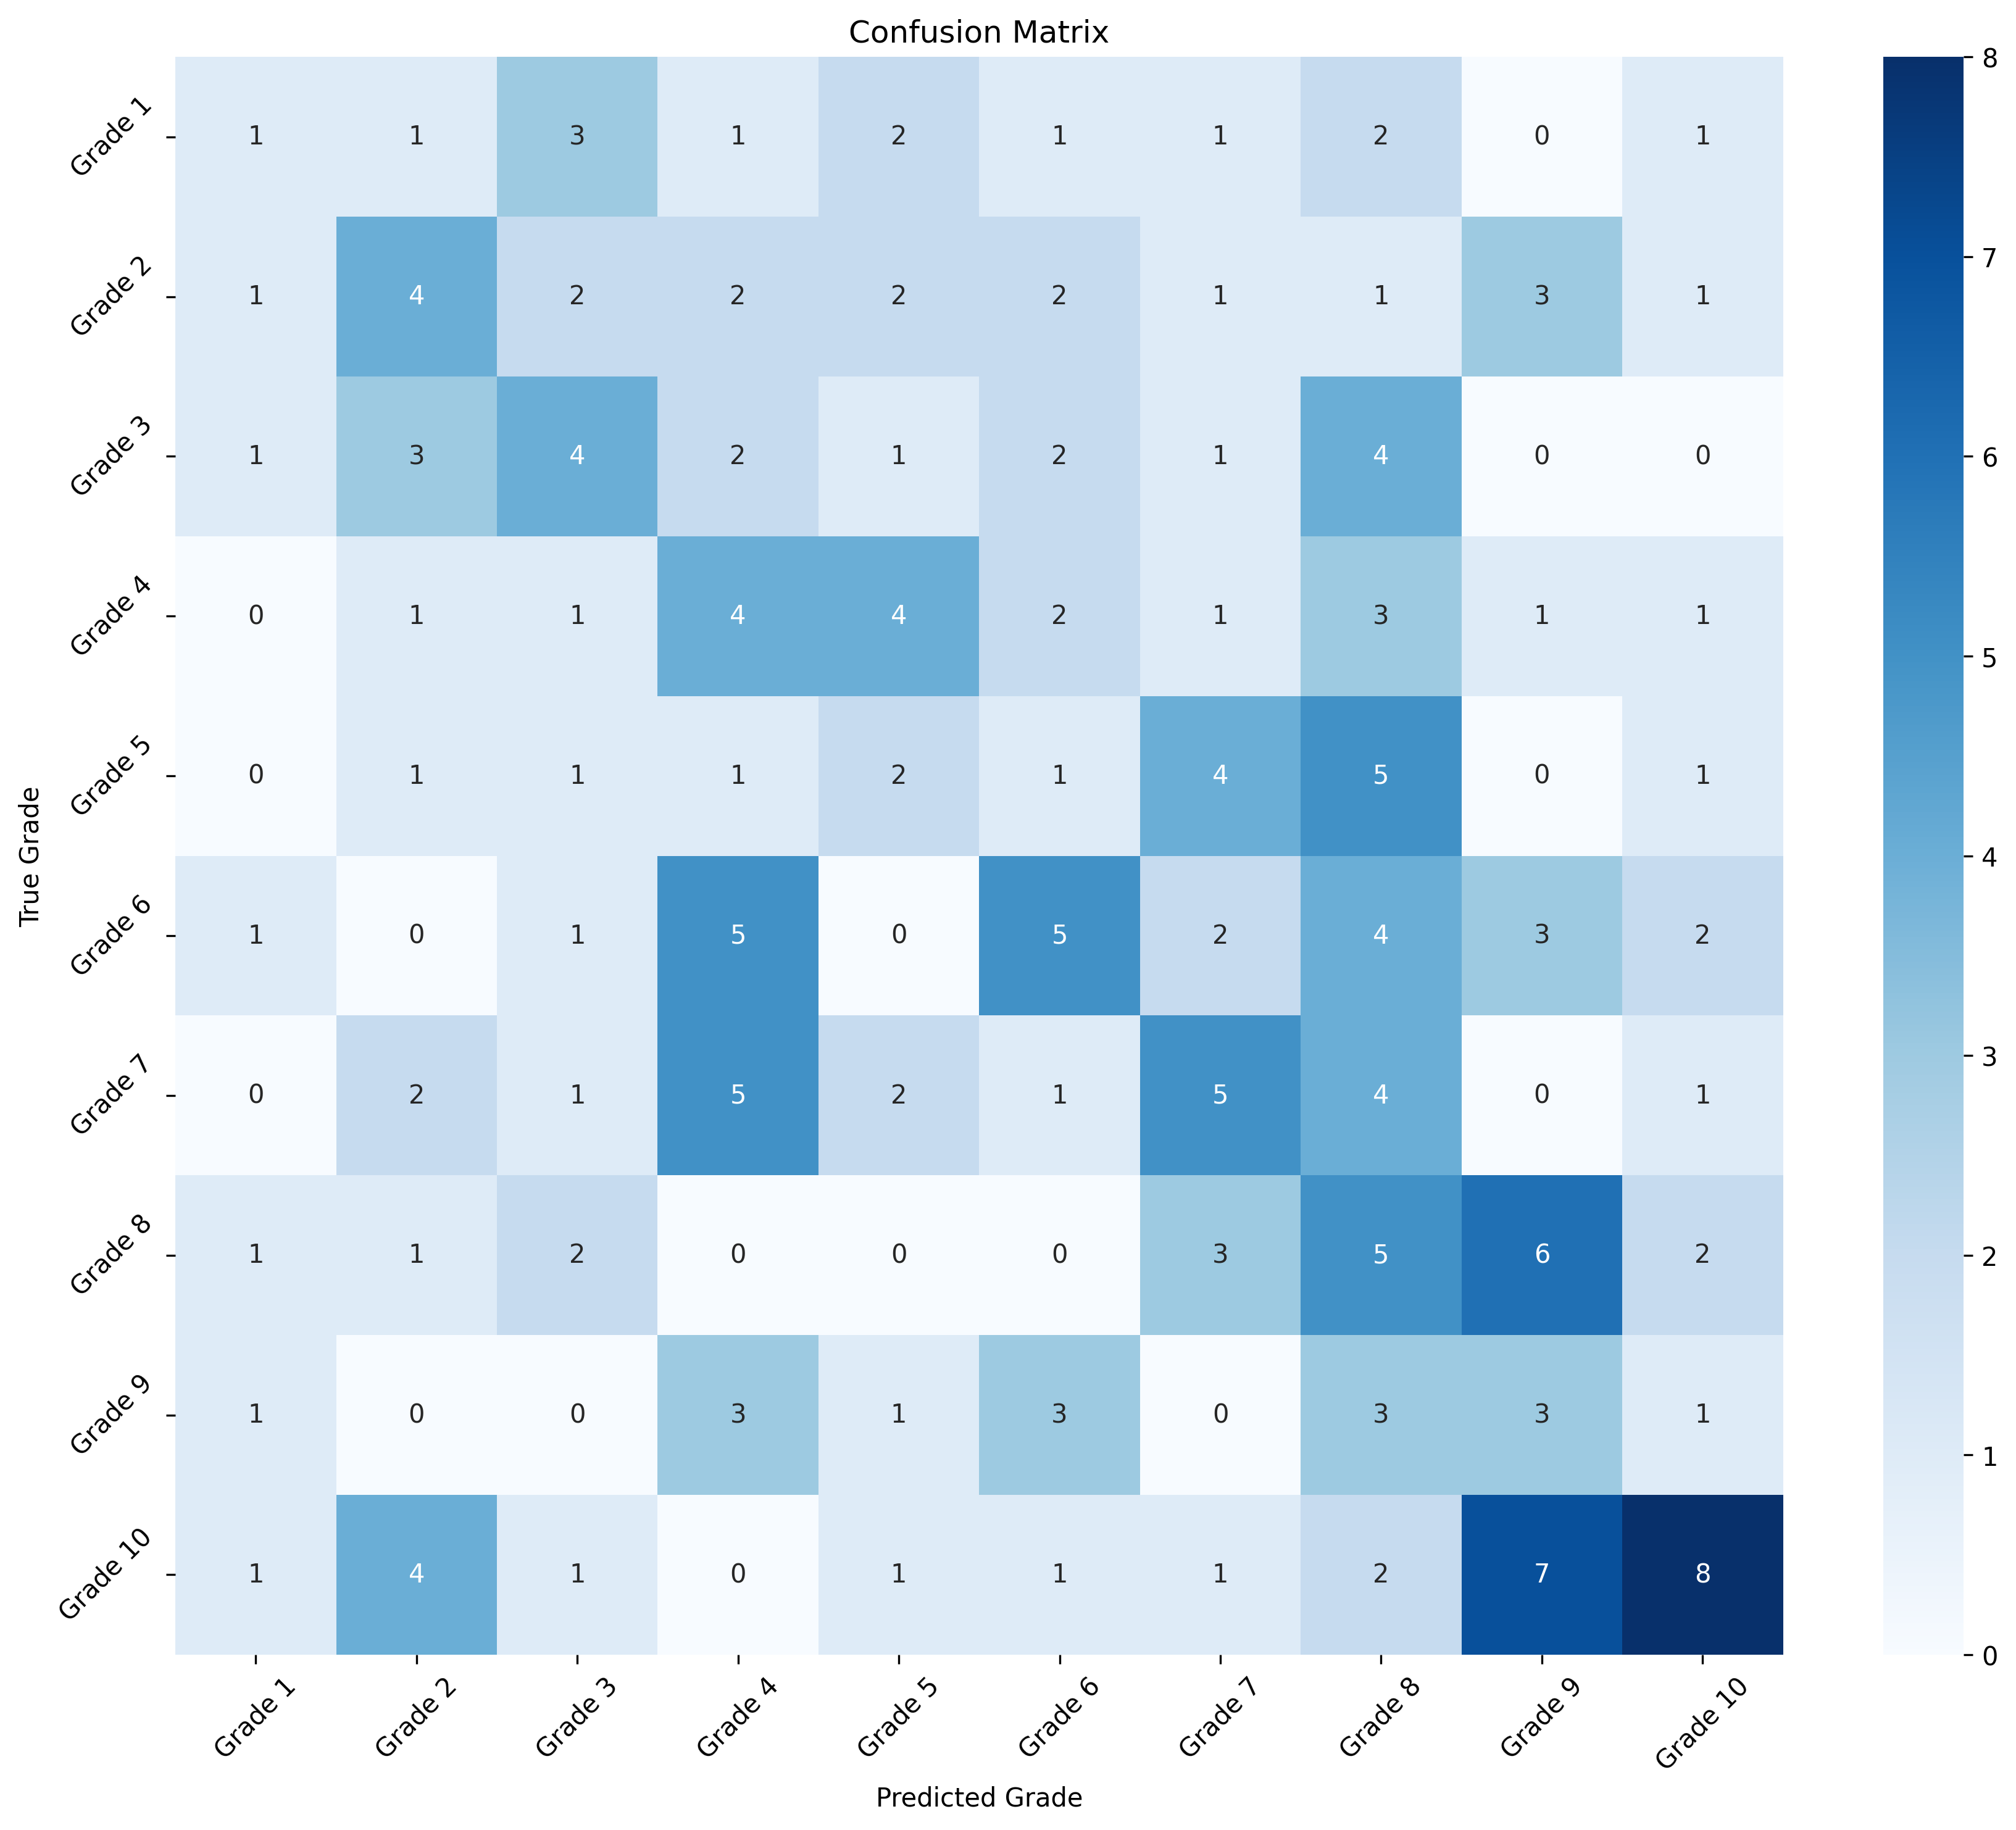 Confusion Matrix
Grade 1 1 1 3 1 2 1 1 2 0 1
Grade 2 1 4 2 2 2 2 1 1 3 1
Grade 3 1 3 4 2 1 2 1 4 0 0
Grade 4 0 1 1 4 4 2 1 3 1 1
Grade 5 0 1 1 1 2 1 4 5 0 1
Grade 6 1 0 1 5 0 5 2 4 3 2
Grade 7 0 2 1 5 2 1 5 4 0 1
Grade 8 1 1 2 0 0 0 3 5 6 2
Grade 9 1 0 0 3 1 3 0 3 3 1
Grade 10 1 4 1 0 1 1 1 2 7 8
True Grade
Grade 1 Grade 2 Grade 3 Grade 4 Grade 5 Grade 6 Grade 7 Grade 8 Grade 9 Grade 10
Predicted Grade
8
7
6
5
4
3
2
1
0